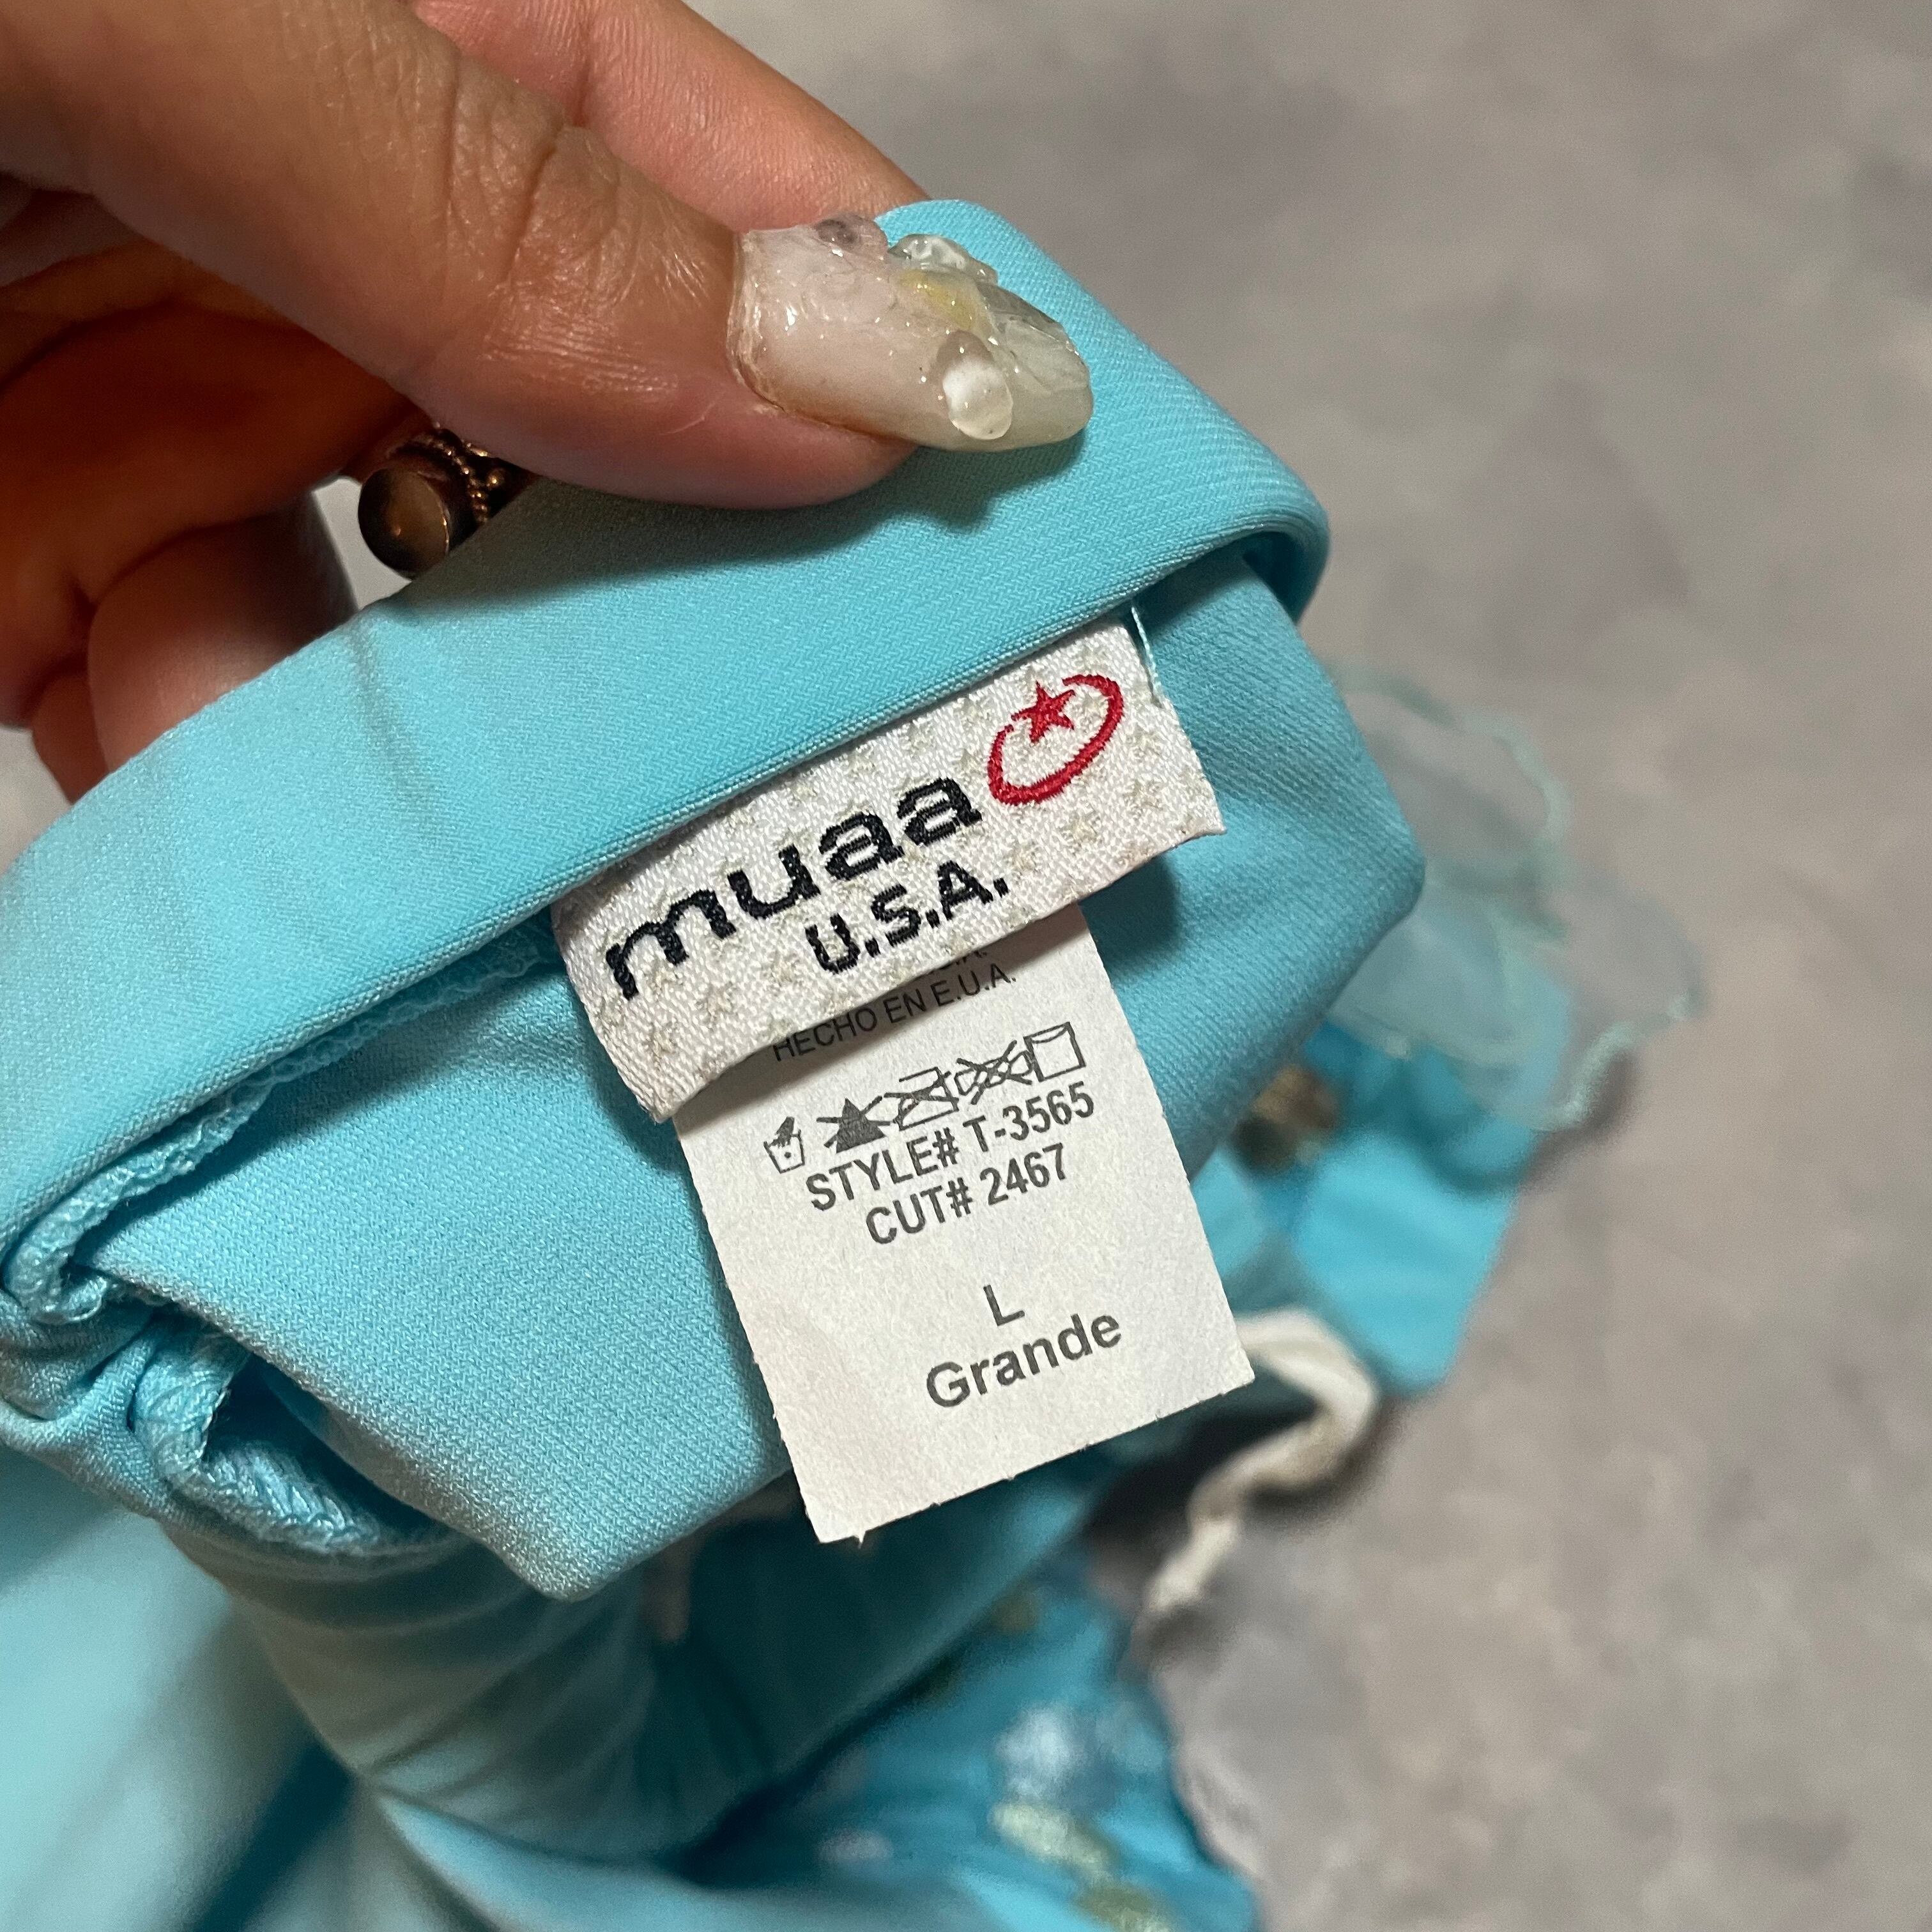 muaa
U.S.A.
HECHO EN E.U.A.
STYLE# T-3565
CUT# 2467
L
Grande